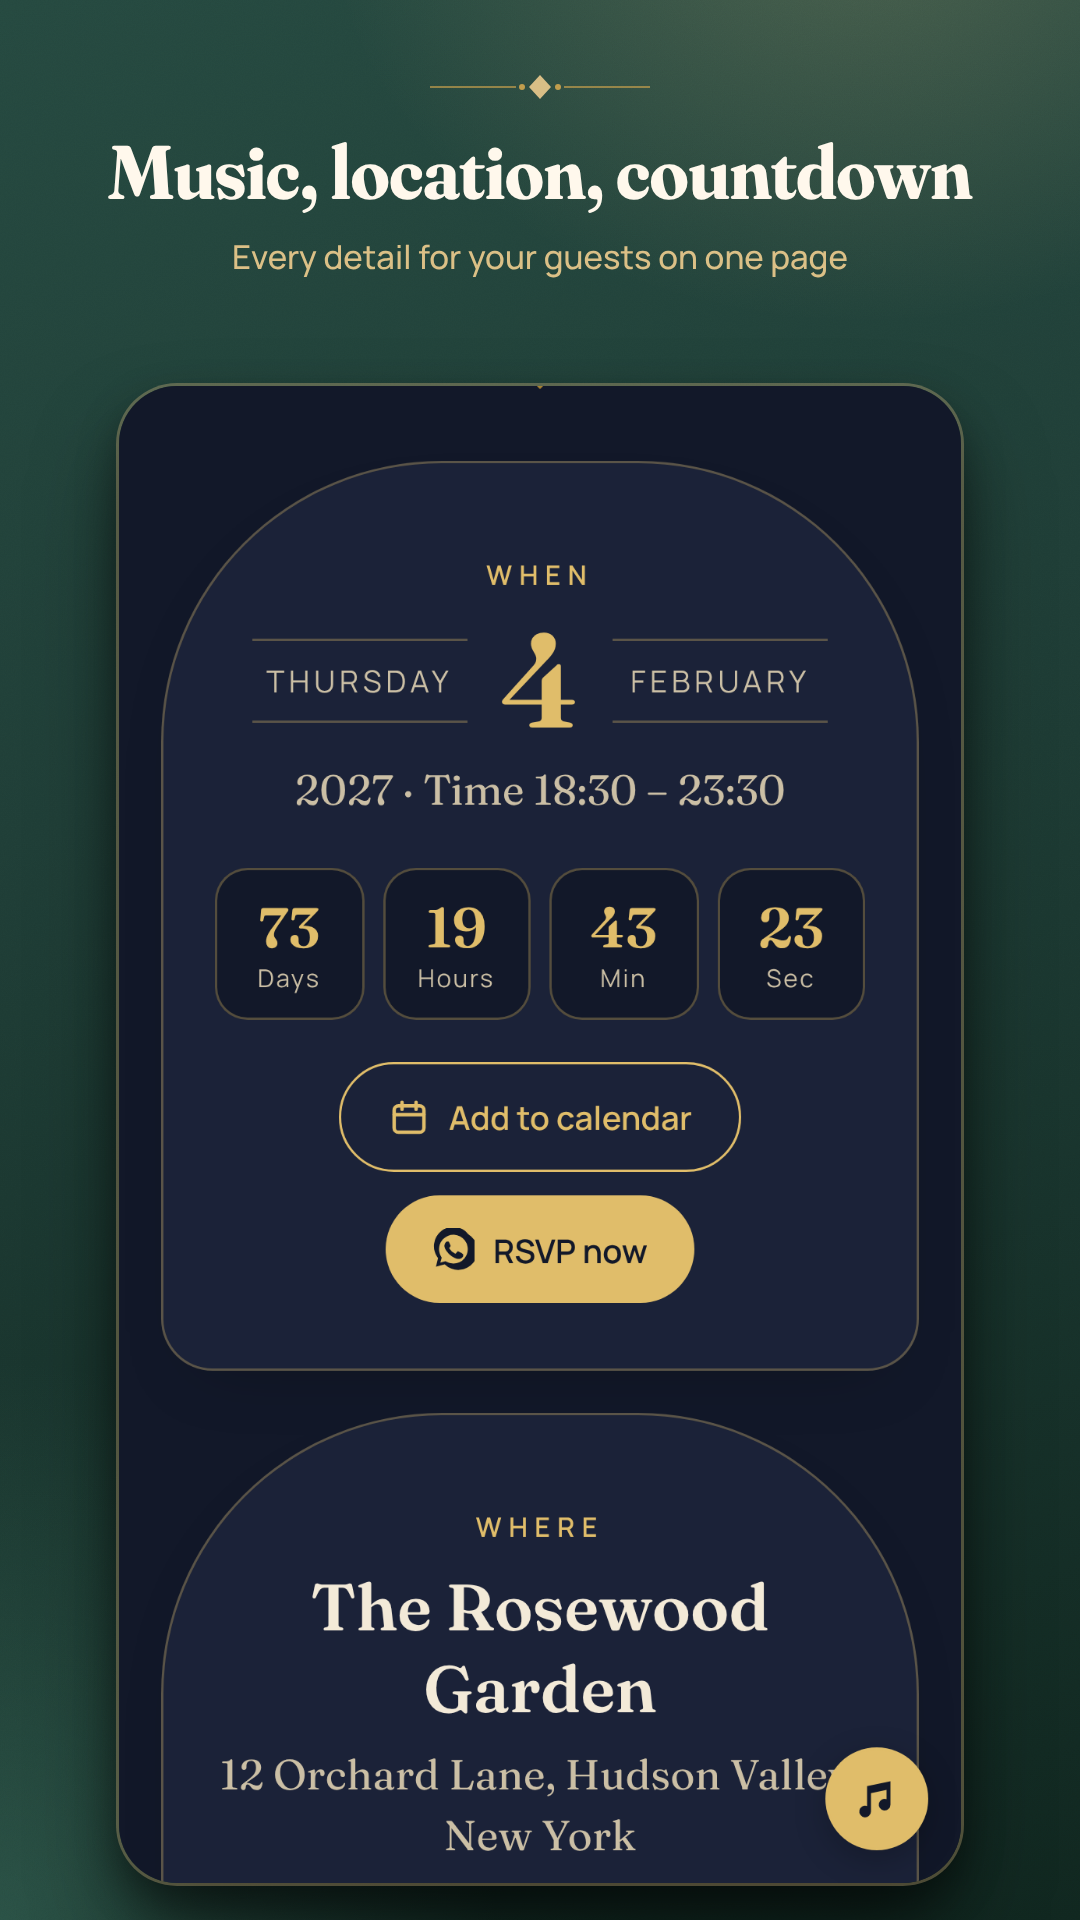 Music, location, countdown
Every detail for your guests on one page
WHEN
THURSDAY 4 FEBRUARY
2027 · Time 18:30 – 23:30
73 19 43 23
Days Hours Min Sec
Add to calendar
RSVP now
WHERE
The Rosewood
Garden
12 Orchard Lane, Hudson Valley
New York